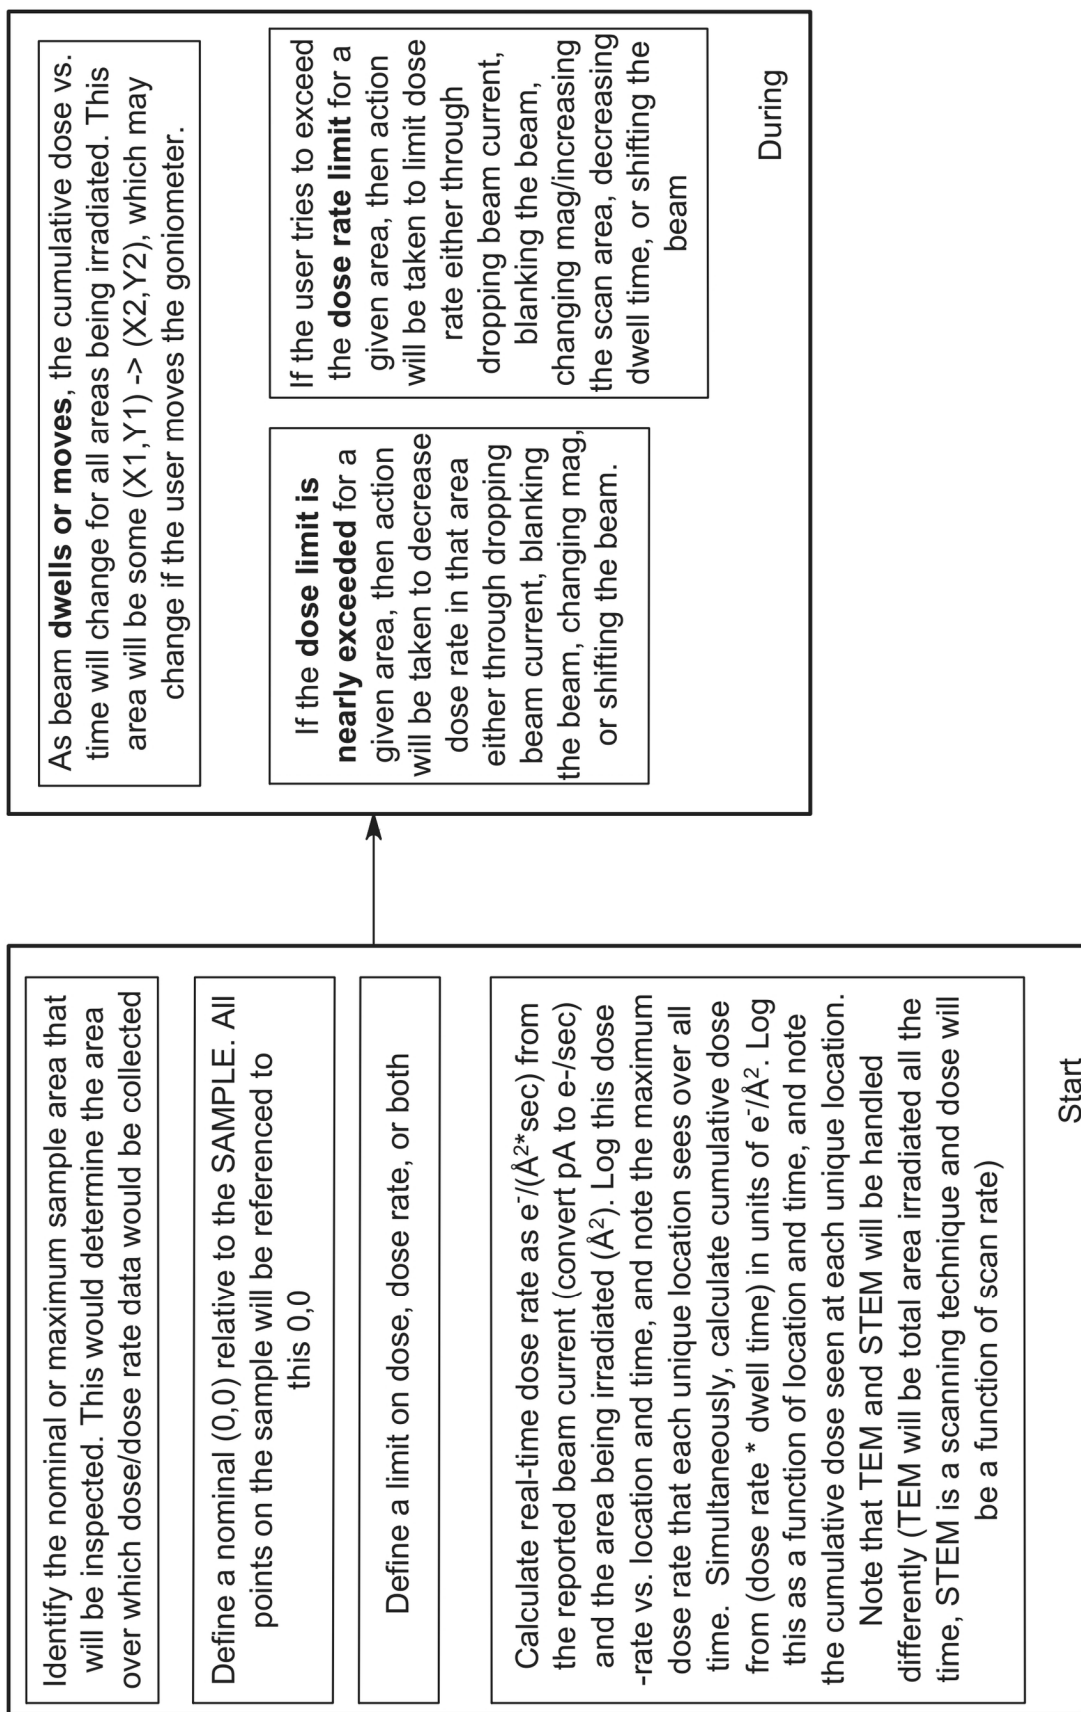 Identify the nominal or maximum sample area that
will be inspected. This would determine the area
over which dose/dose rate data would be collected
Define a nominal (0,0) relative to the SAMPLE. All
points on the sample will be referenced to
this 0,0
Define a limit on dose, dose rate, or both
Calculate real-time dose rate as e⁻/(Å²*sec) from
the reported beam current (convert pA to e-/sec)
and the area being irradiated (Å²). Log this dose
-rate vs. location and time, and note the maximum
dose rate that each unique location sees over all
time. Simultaneously, calculate cumulative dose
from (dose rate * dwell time) in units of e⁻/Å². Log
this as a function of location and time, and note
the cumulative dose seen at each unique location.
Note that TEM and STEM will be handled
differently (TEM will be total area irradiated all the
time, STEM is a scanning technique and dose will
be a function of scan rate)
Start
As beam dwells or moves, the cumulative dose vs.
time will change for all areas being irradiated. This
area will be some (X1,Y1) -> (X2,Y2), which may
change if the user moves the goniometer.
If the dose limit is
nearly exceeded for a
given area, then action
will be taken to decrease
dose rate in that area
either through dropping
beam current, blanking
the beam, changing mag,
or shifting the beam.
If the user tries to exceed
the dose rate limit for a
given area, then action
will be taken to limit dose
rate either through
dropping beam current,
blanking the beam,
changing mag/increasing
the scan area, decreasing
dwell time, or shifting the
beam
During